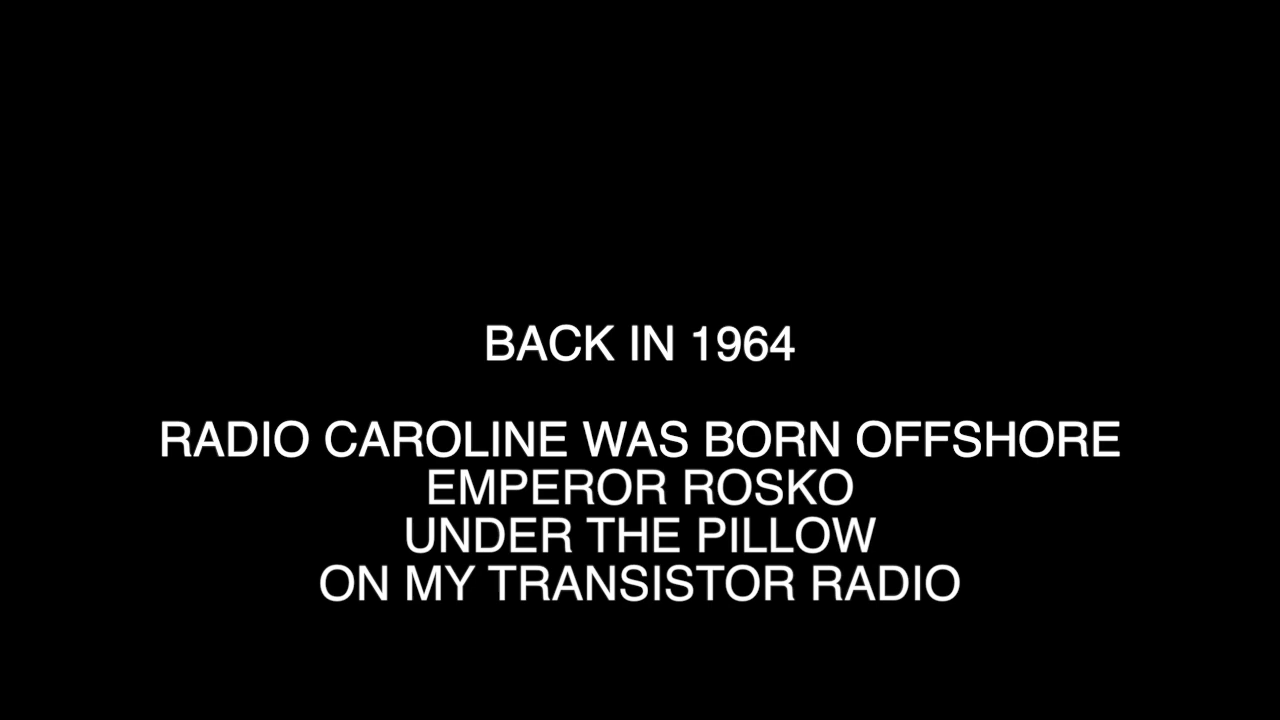 BACK IN 1964
RADIO CAROLINE WAS BORN OFFSHORE
EMPEROR ROSKO
UNDER THE PILLOW
ON MY TRANSISTOR RADIO